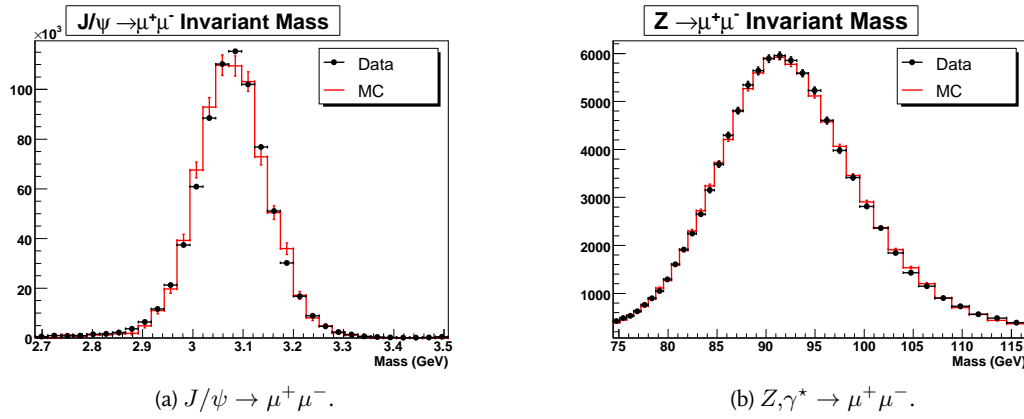 J/ψ →μ⁺μ⁻ Invariant Mass
×10³
Data
MC
120
100
80
60
40
20
0
2.7 2.8 2.9 3 3.1 3.2 3.3 3.4 3.5
Mass (GeV)
(a) J/ψ → μ⁺μ⁻.
Z →μ⁺μ⁻ Invariant Mass
Data
MC
6000
5000
4000
3000
2000
1000
75 80 85 90 95 100 105 110 115
Mass (GeV)
(b) Z,γ* → μ⁺μ⁻.